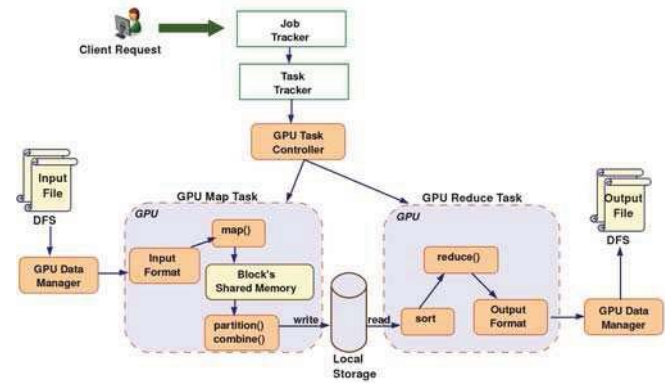 Client Request
Job
Tracker
Task
Tracker
GPU Task
Controller
Input
File
DFS
GPU Data
Manager
GPU Map Task
GPU
Input
Format
map()
Block's
Shared Memory
partition()
combine()
write
Local
Storage
read
GPU Reduce Task
GPU
sort
reduce()
Output
Format
GPU Data
Manager
Output
File
DFS